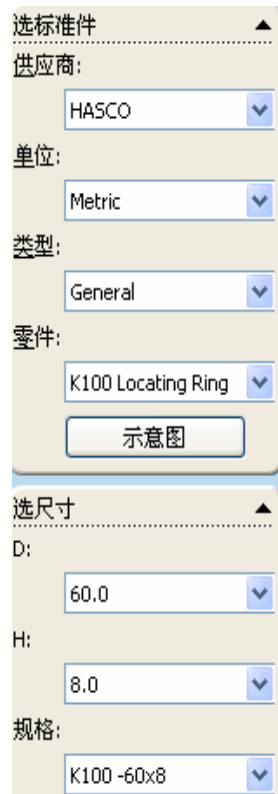 选标准件
供应商:
HASCO
单位:
Metric
类型:
General
零件:
K100 Locating Ring
示意图
选尺寸
D:
60.0
H:
8.0
规格:
K100 -60x8